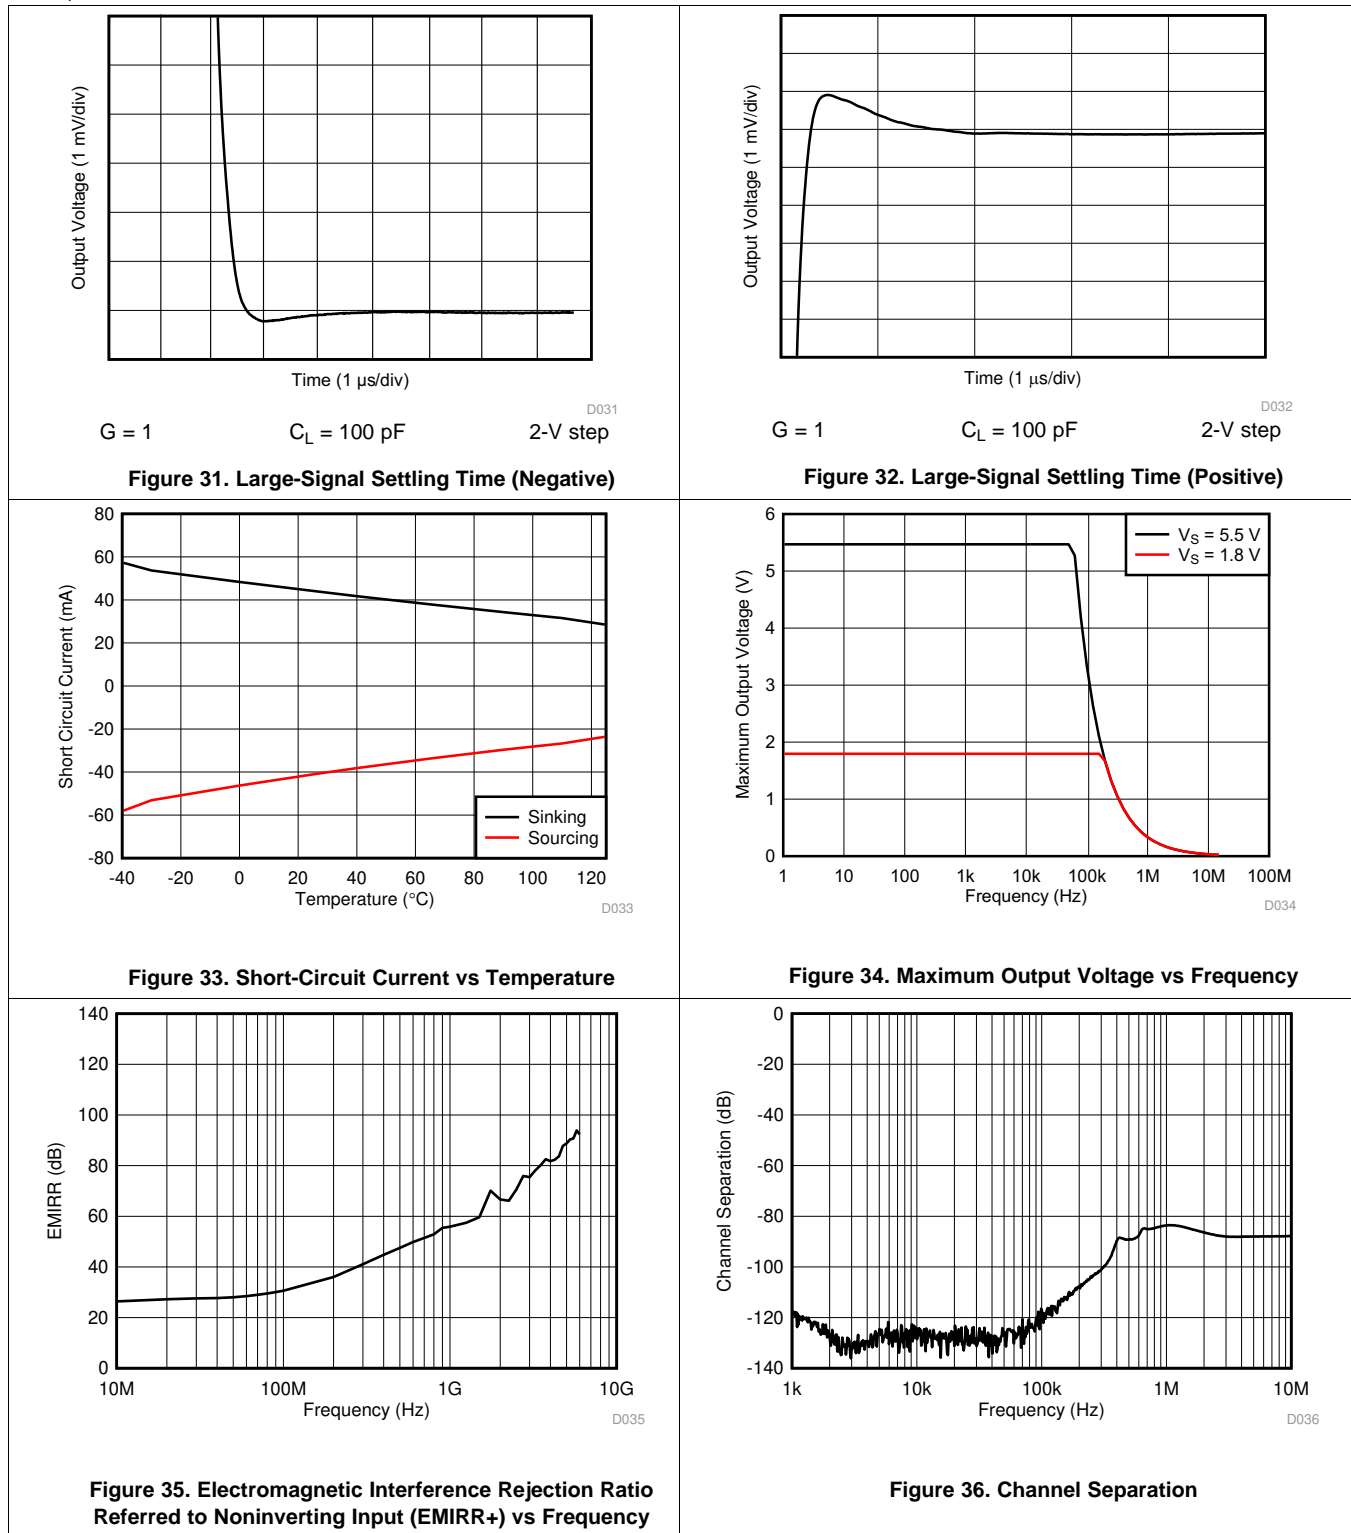 Output Voltage (1 mV/div)
Time (1 µs/div)
D031
G = 1 C_L = 100 pF 2-V step
Figure 31. Large-Signal Settling Time (Negative)
Output Voltage (1 mV/div)
Time (1 µs/div)
D032
G = 1 C_L = 100 pF 2-V step
Figure 32. Large-Signal Settling Time (Positive)
Short Circuit Current (mA)
80
60
40
20
0
-20
-40
-60
-80
Sinking
Sourcing
-40 -20 0 20 40 60 80 100 120
Temperature (°C)
D033
Figure 33. Short-Circuit Current vs Temperature
Maximum Output Voltage (V)
6
5
4
3
2
1
0
V_S = 5.5 V
V_S = 1.8 V
1 10 100 1k 10k 100k 1M 10M 100M
Frequency (Hz)
D034
Figure 34. Maximum Output Voltage vs Frequency
EMIRR (dB)
140
120
100
80
60
40
20
0
10M 100M 1G 10G
Frequency (Hz)
D035
Figure 35. Electromagnetic Interference Rejection Ratio
Referred to Noninverting Input (EMIRR+) vs Frequency
Channel Separation (dB)
0
-20
-40
-60
-80
-100
-120
-140
1k 10k 100k 1M 10M
Frequency (Hz)
D036
Figure 36. Channel Separation